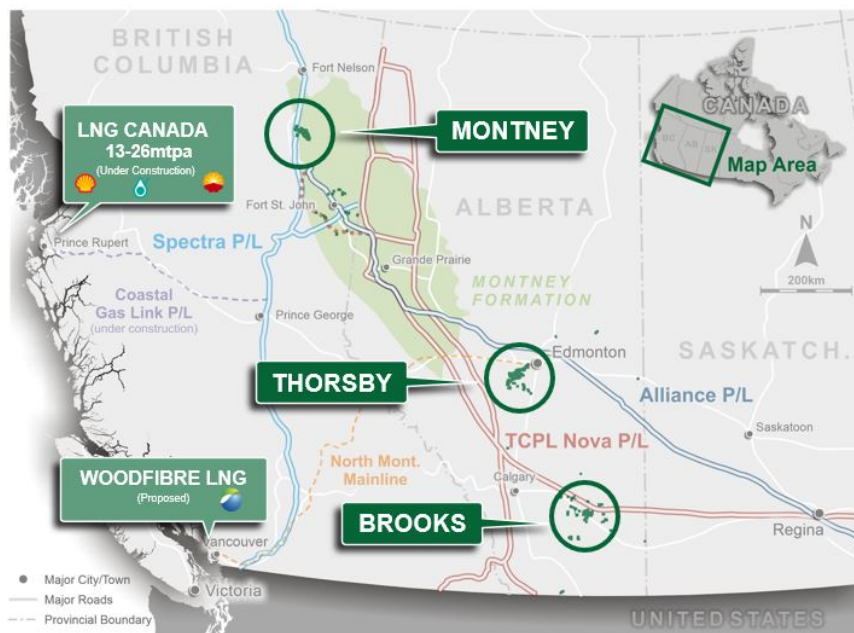 BRITISH
COLUMBIA
Fort Nelson
LNG CANADA
13-26mtpa
(Under Construction)
MONTNEY
CANADA
BC
AB
SK
Map Area
Fort St. John
ALBERTA
Prince Rupert
Spectra P/L
N
Grande Prairie
200km
Coastal
Gas Link P/L
(under construction)
MONTNEY
FORMATION
Prince George
Edmonton
SASKATCH.
THORSBY
Alliance P/L
TCPL Nova P/L
Saskatoon
North Mont.
Mainline
Calgary
WOODFIBRE LNG
(Proposed)
BROOKS
Regina
Vancouver
Major City/Town
Major Roads
Provincial Boundary
Victoria
UNITED STATES